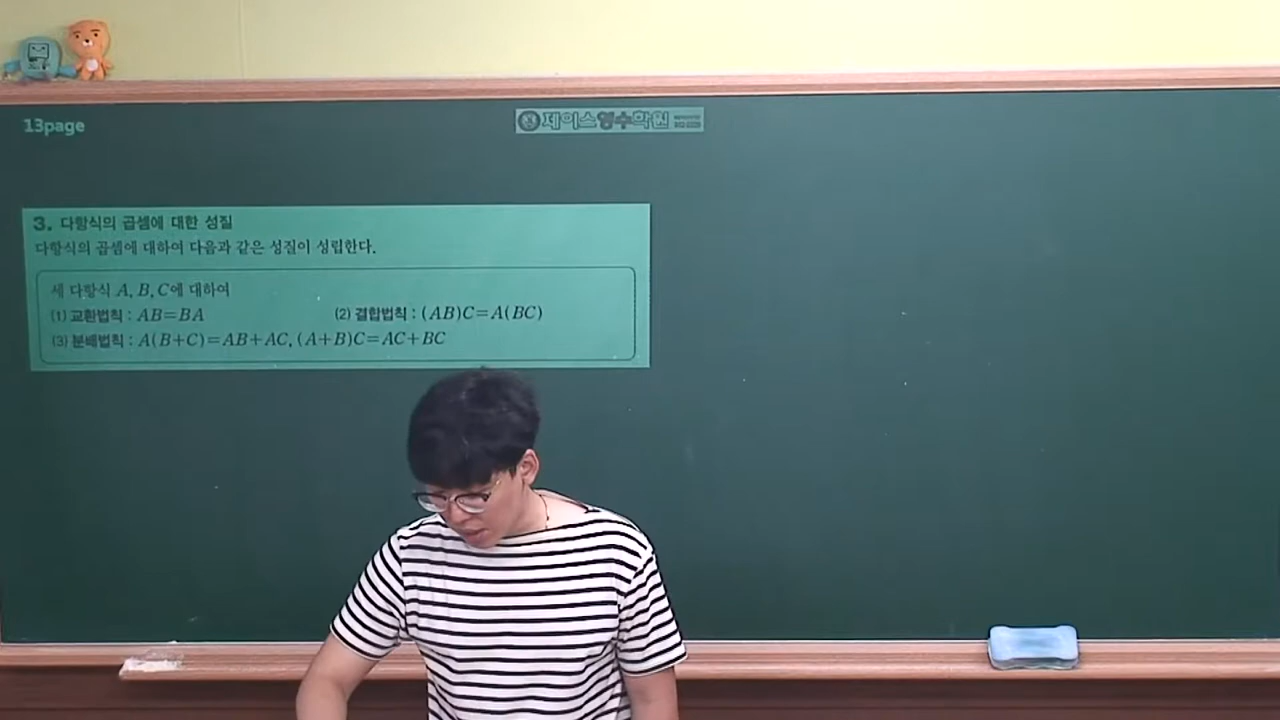 13page
제이스영수학원
3. 다항식의 곱셈에 대한 성질
다항식의 곱셈에 대하여 다음과 같은 성질이 성립한다.
세 다항식 A, B, C에 대하여
(1) 교환법칙 : AB=BA (2) 결합법칙 : (AB)C=A(BC)
(3) 분배법칙 : A(B+C)=AB+AC, (A+B)C=AC+BC